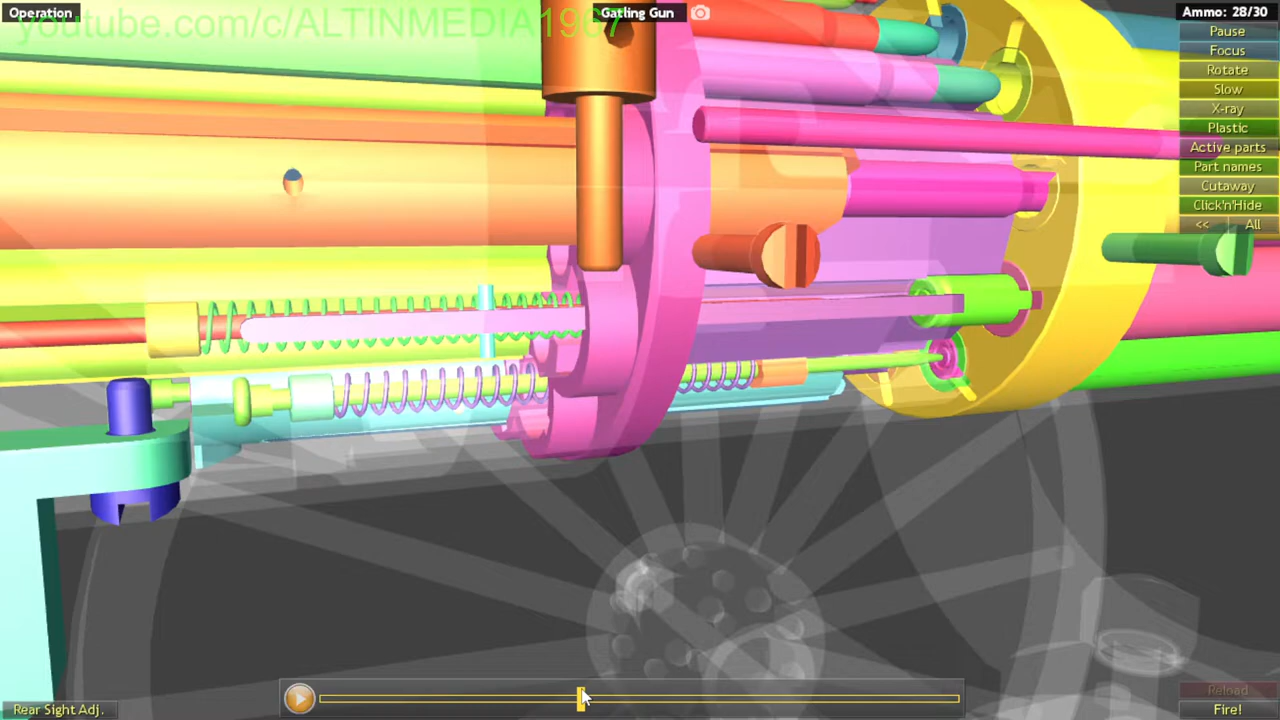 Operation
youtube.com/c/ALTINMEDIA1967
Gatling Gun
Ammo: 28/30
Pause
Focus
Rotate
Slow
X-ray
Plastic
Active parts
Part names
Cutaway
Click'n'Hide
<< All
Rear Sight Adj.
Reload
Fire!